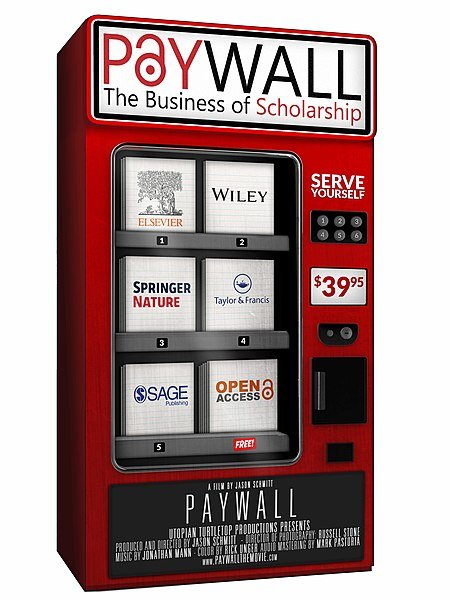 PAYWALL
The Business of Scholarship
ELSEVIER
WILEY
1
2
SPRINGER
NATURE
Taylor & Francis
3
4
SAGE
Publishing
OPEN
ACCESS
5
FREE!
SERVE
YOURSELF
1 2 3
4 5 6
$39.95
A FILM BY JASON SCHMITT
PAYWALL
UTOPIAN TURTLETOP PRODUCTIONS PRESENTS
PRODUCED AND DIRECTED BY JASON SCHMITT - DIRECTOR OF PHOTOGRAPHY: RUSSELL STONE
MUSIC BY JONATHAN MANN - COLOR BY RICK UNGER AUDIO MASTERING BY MARK PASTORIA
WWW.PAYWALLTHEMOVIE.COM